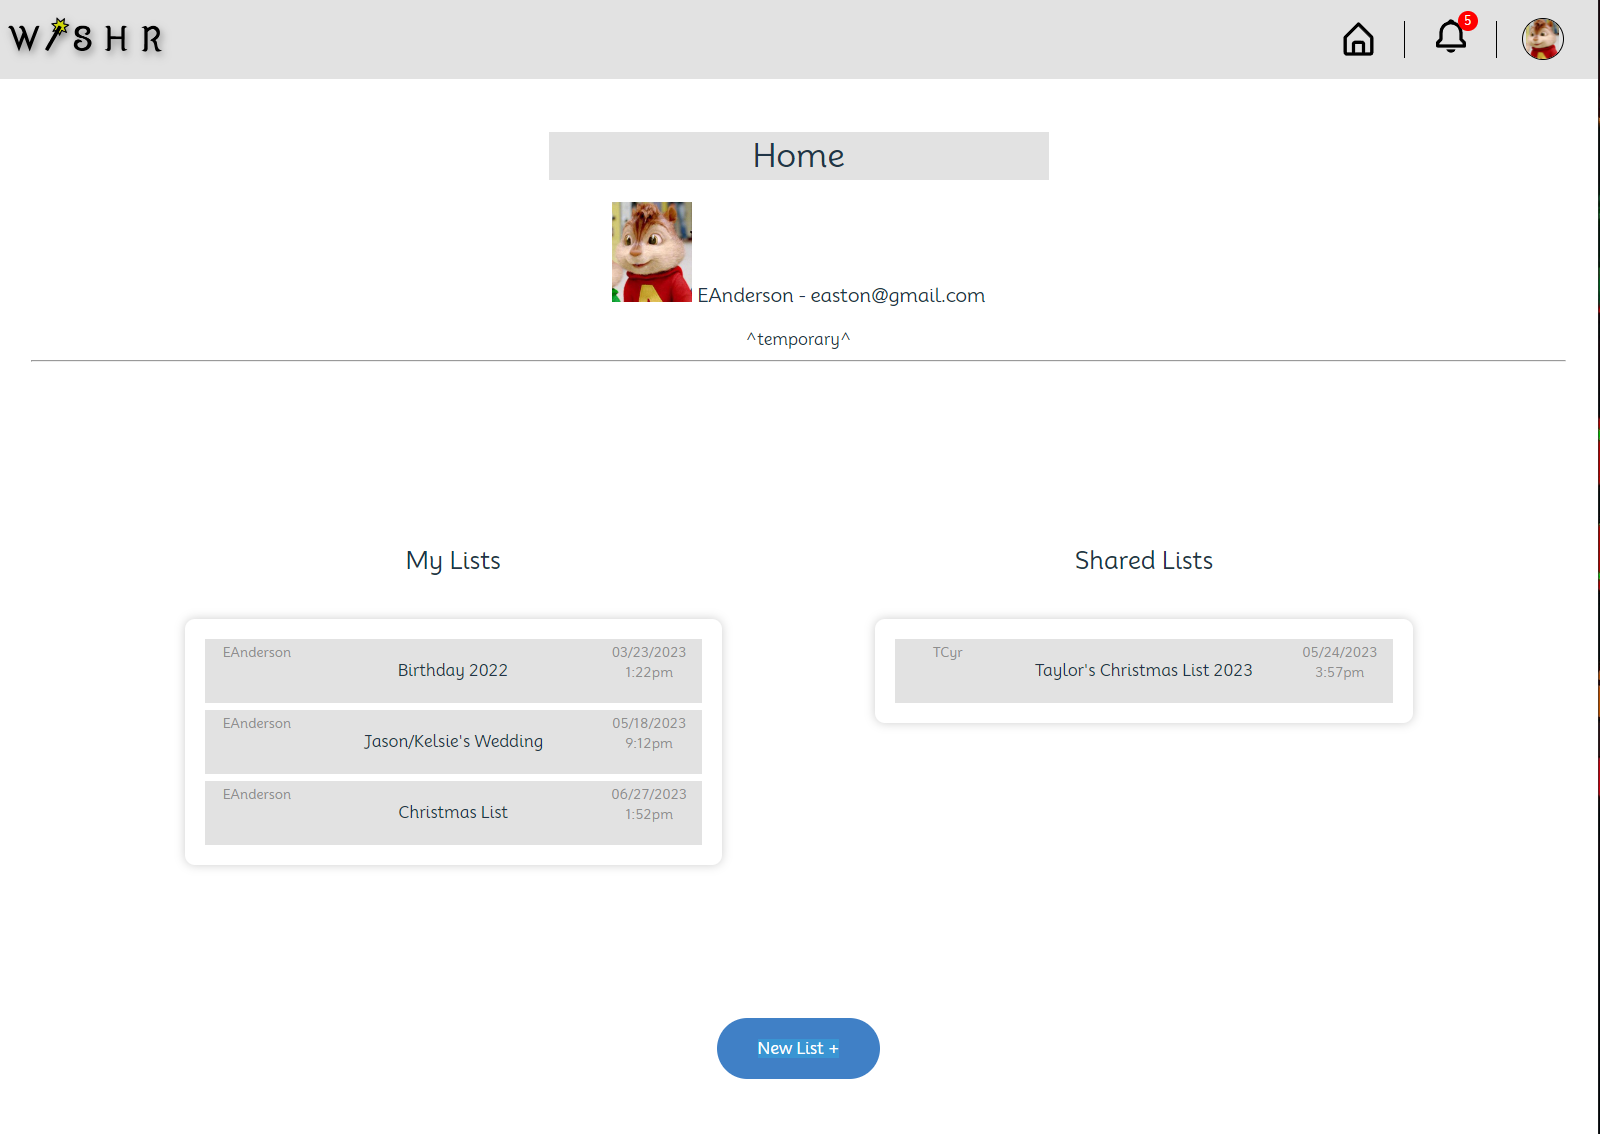 WISHR
5
Home
EAnderson - easton@gmail.com
^temporary^
My Lists
EAnderson
Birthday 2022
03/23/2023
1:22pm
EAnderson
Jason/Kelsie's Wedding
05/18/2023
9:12pm
EAnderson
Christmas List
06/27/2023
1:52pm
Shared Lists
TCyr
Taylor's Christmas List 2023
05/24/2023
3:57pm
New List +